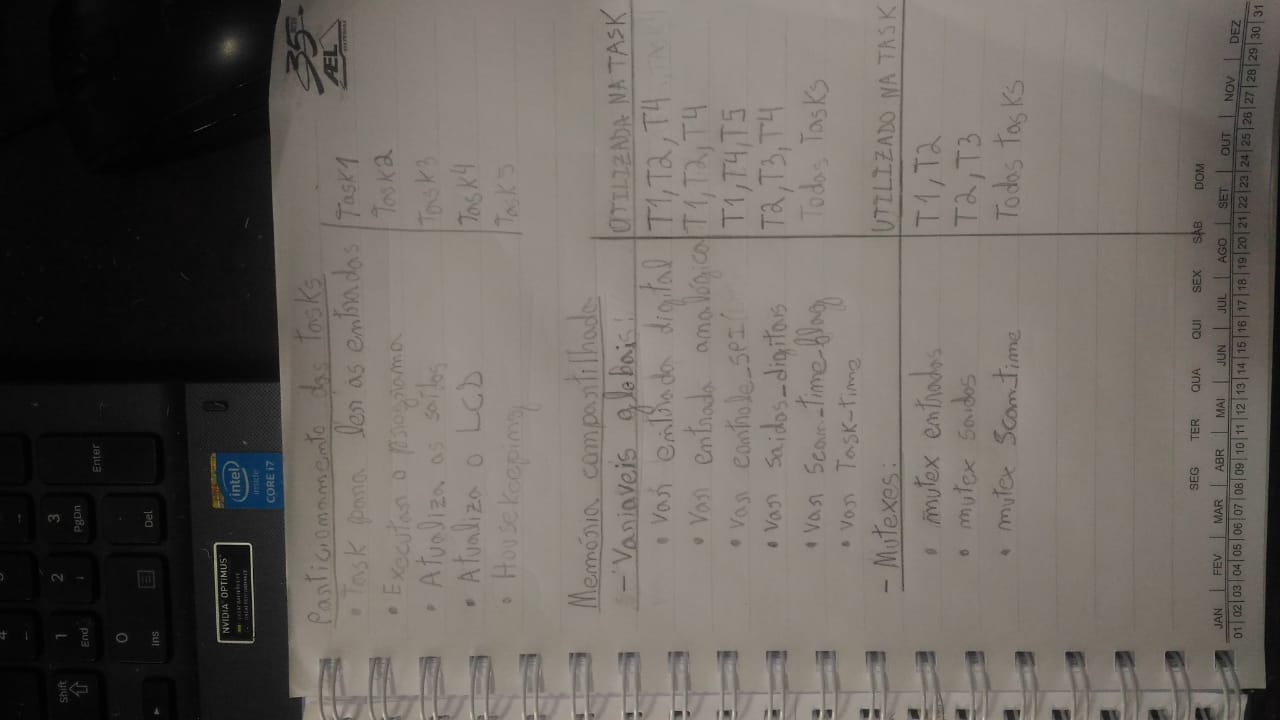 35
AEL
Particionamento das Tasks
• Task para ler as entradas | Task1
• Executar o programa | Task2
• Atualiza as saídas | Task3
• Atualiza o LCD | Task4
• Housekeeping | Task5
Memória compartilhada
- Variaveis globais: | UTILIZADA NA TASK
• var entrada digital | T1, T2, T4
• var entrada analógica | T1, T2, T4
• var controle_SPI | T1, T4, T5
• var saidas_digitais | T2, T3, T4
• var Scan_time_flag | Todas Tasks
• var Task_time
- Mutexes: | UTILIZADO NA TASK
• mutex entradas | T1, T2
• mutex saidas | T2, T3
• mutex Scan_time | Todas tasks
SEG TER QUA QUI SEX SÁB DOM
JAN FEV MAR ABR MAI JUN JUL AGO SET OUT NOV DEZ
01 02 03 04 05 06 07 08 09 10 11 12 13 14 15 16 17 18 19 20 21 22 23 24 25 26 27 28 29 30 31
Enter
3
PgDn
Del
2
1
End
0
Ins
Shift
4
intel
inside
CORE i7
NVIDIA OPTIMUS